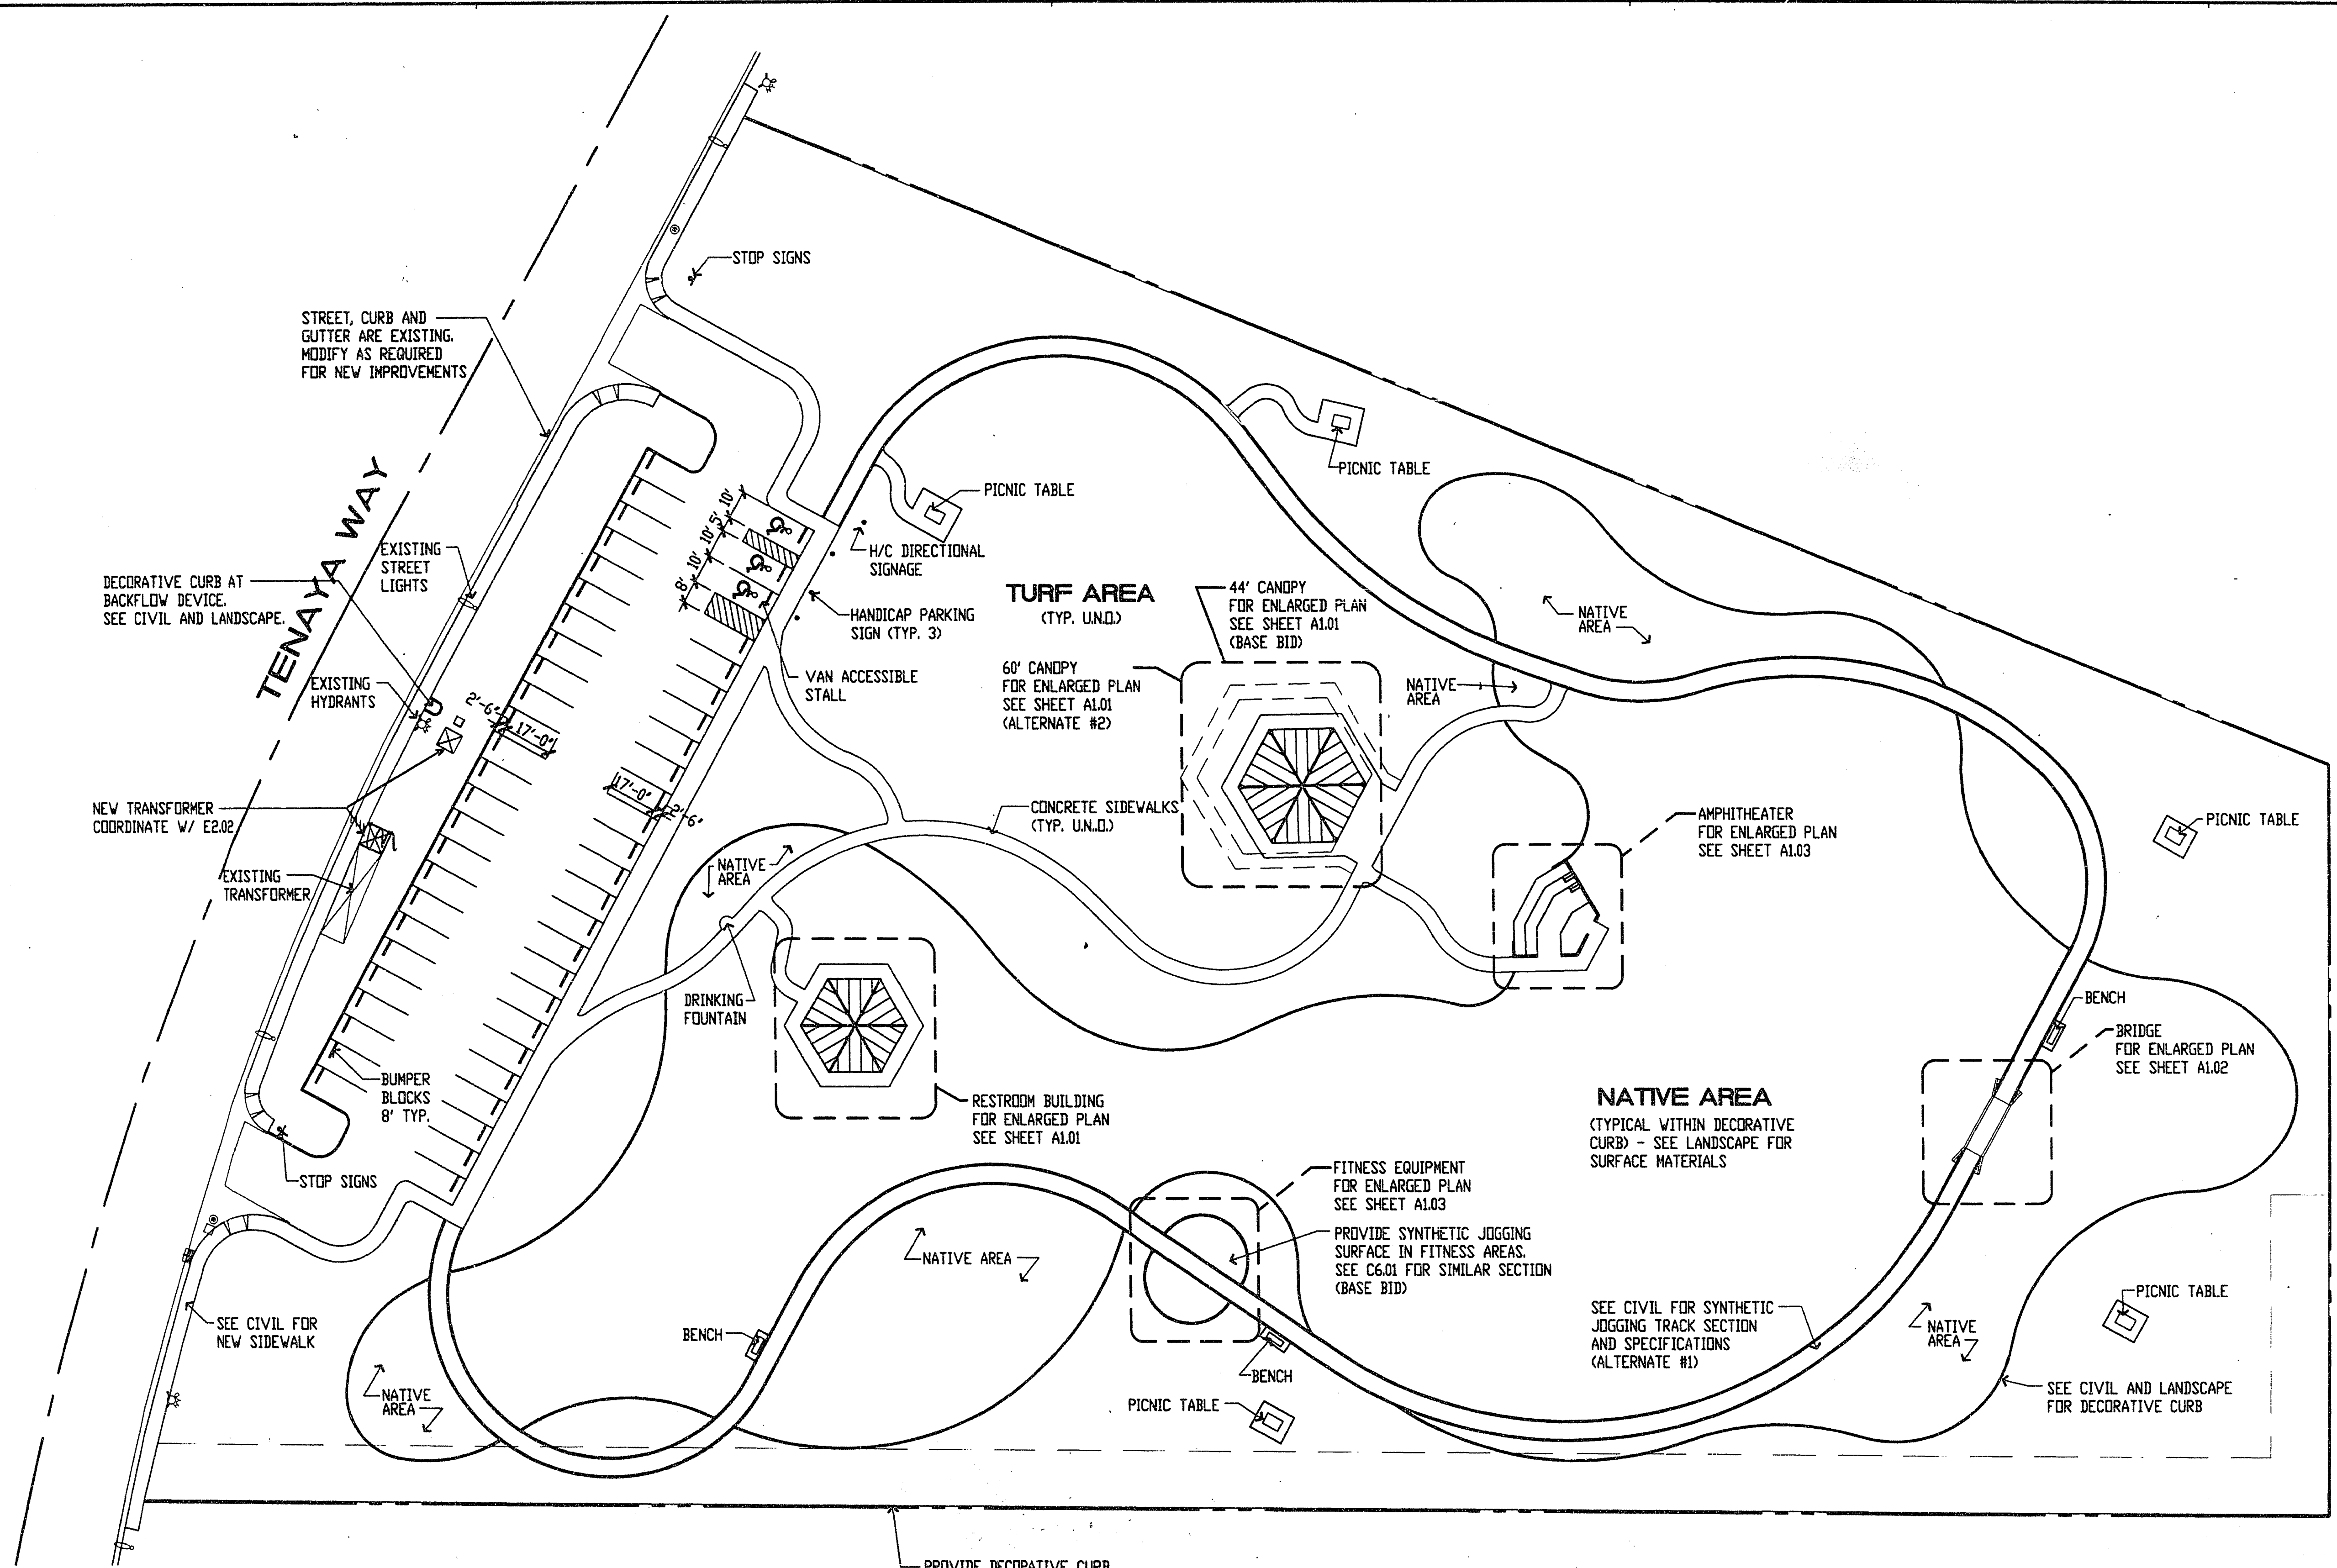 STOP SIGNS
STREET, CURB AND
GUTTER ARE EXISTING.
MODIFY AS REQUIRED
FOR NEW IMPROVEMENTS
TENAYA WAY
EXISTING
STREET
LIGHTS
DECORATIVE CURB AT
BACKFLOW DEVICE.
SEE CIVIL AND LANDSCAPE.
EXISTING
HYDRANTS
NEW TRANSFORMER
COORDINATE W/ E2.02
EXISTING
TRANSFORMER
2'-6"
17'-0"
17'-0"
2'-6"
10'
5'
10'
10'
8'
PICNIC TABLE
H/C DIRECTIONAL
SIGNAGE
HANDICAP PARKING
SIGN (TYP. 3)
VAN ACCESSIBLE
STALL
PICNIC TABLE
TURF AREA
(TYP. U.N.O.)
44' CANOPY
FOR ENLARGED PLAN
SEE SHEET A1.01
(BASE BID)
60' CANOPY
FOR ENLARGED PLAN
SEE SHEET A1.01
(ALTERNATE #2)
NATIVE
AREA
NATIVE
AREA
CONCRETE SIDEWALKS
(TYP. U.N.O.)
AMPHITHEATER
FOR ENLARGED PLAN
SEE SHEET A1.03
PICNIC TABLE
NATIVE
AREA
DRINKING
FOUNTAIN
BENCH
BRIDGE
FOR ENLARGED PLAN
SEE SHEET A1.02
BUMPER
BLOCKS
8' TYP.
RESTROOM BUILDING
FOR ENLARGED PLAN
SEE SHEET A1.01
NATIVE AREA
(TYPICAL WITHIN DECORATIVE
CURB) - SEE LANDSCAPE FOR
SURFACE MATERIALS
STOP SIGNS
FITNESS EQUIPMENT
FOR ENLARGED PLAN
SEE SHEET A1.03
PROVIDE SYNTHETIC JOGGING
SURFACE IN FITNESS AREAS.
SEE C6.01 FOR SIMILAR SECTION
(BASE BID)
NATIVE AREA
SEE CIVIL FOR
NEW SIDEWALK
BENCH
BENCH
SEE CIVIL FOR SYNTHETIC
JOGGING TRACK SECTION
AND SPECIFICATIONS
(ALTERNATE #1)
PICNIC TABLE
NATIVE
AREA
NATIVE
AREA
PICNIC TABLE
SEE CIVIL AND LANDSCAPE
FOR DECORATIVE CURB
PROVIDE DECORATIVE CURB